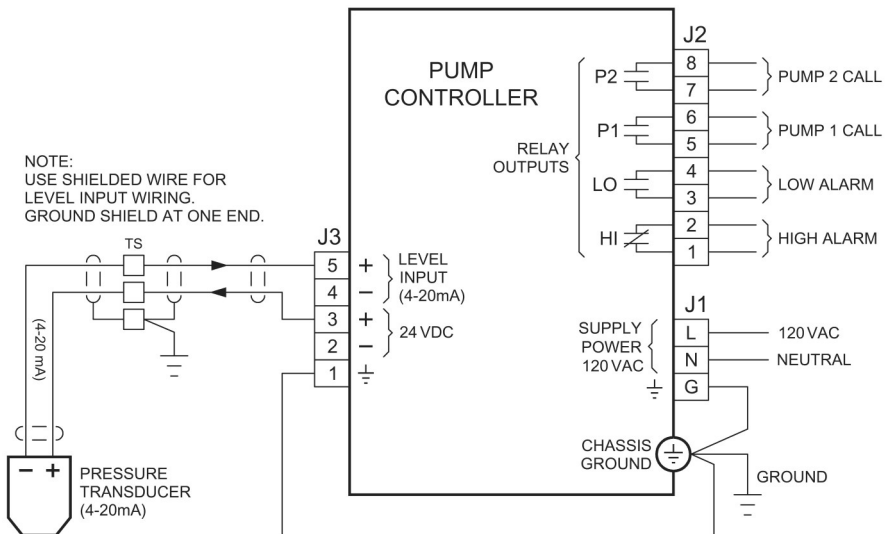 PUMP
CONTROLLER
J2
8
7
6
5
4
3
2
1
P2
P1
LO
HI
RELAY
OUTPUTS
PUMP 2 CALL
PUMP 1 CALL
LOW ALARM
HIGH ALARM
NOTE:
USE SHIELDED WIRE FOR
LEVEL INPUT WIRING.
GROUND SHIELD AT ONE END.
TS
J3
5 +
4 −
3 +
2 −
1
LEVEL
INPUT
(4-20mA)
24 VDC
(4-20 mA)
− +
PRESSURE
TRANSDUCER
(4-20mA)
J1
L
N
G
SUPPLY
POWER
120 VAC
120 VAC
NEUTRAL
CHASSIS
GROUND
GROUND